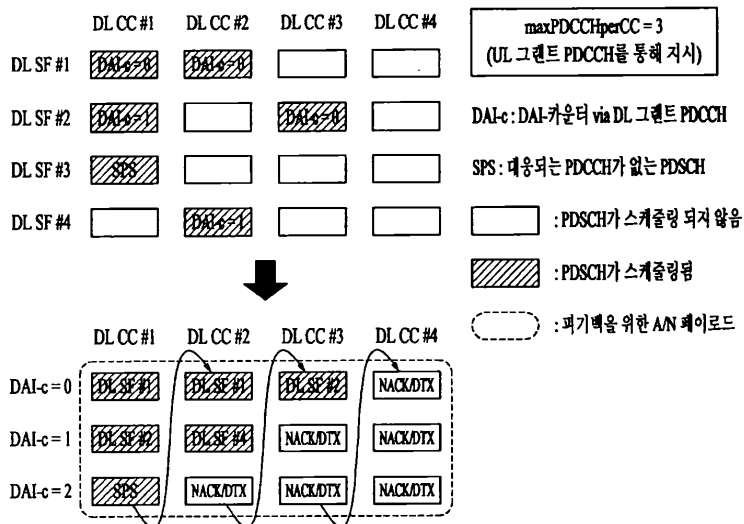 DL CC #1 DL CC #2 DL CC #3 DL CC #4
maxPDCCHperCC = 3
(UL 그랜트 PDCCH를 통해 지시)
DL SF #1 DAI-c = 0 DAI-c = 0
DL SF #2 DAI-c = 1 DAI-c = 0
DAI-c : DAI-카운터 via DL 그랜트 PDCCH
DL SF #3 SPS
SPS : 대응되는 PDCCH가 없는 PDSCH
DL SF #4 DAI-c = 1
: PDSCH가 스케줄링 되지 않음
: PDSCH가 스케줄링됨
: 피기백을 위한 A/N 페이로드
DL CC #1 DL CC #2 DL CC #3 DL CC #4
DAI-c = 0 DL SF #1 DL SF #1 DL SF #2 NACK/DTX
DAI-c = 1 DL SF #2 DL SF #4 NACK/DTX NACK/DTX
DAI-c = 2 SPS NACK/DTX NACK/DTX NACK/DTX